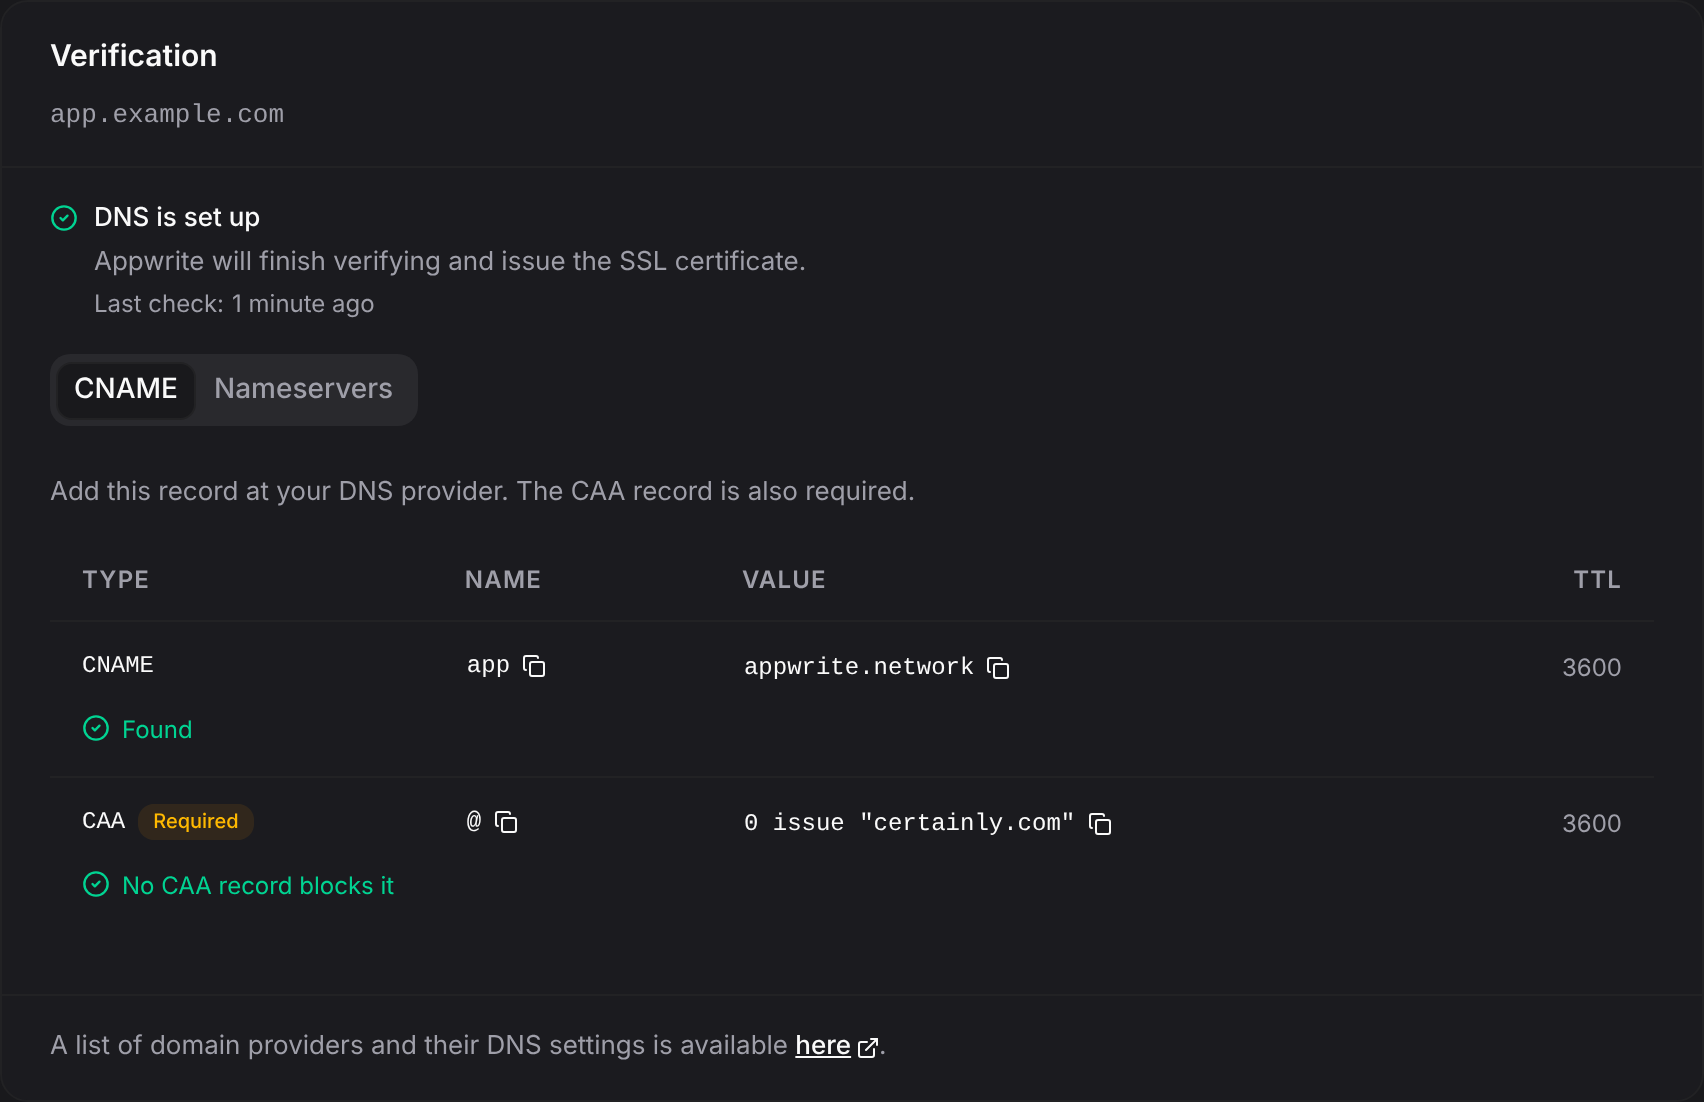 Verification
app.example.com
DNS is set up
Appwrite will finish verifying and issue the SSL certificate.
Last check: 1 minute ago
CNAME Nameservers
Add this record at your DNS provider. The CAA record is also required.
TYPE NAME VALUE TTL
CNAME app appwrite.network 3600
Found
CAA Required @ 0 issue "certainly.com" 3600
No CAA record blocks it
A list of domain providers and their DNS settings is available here.